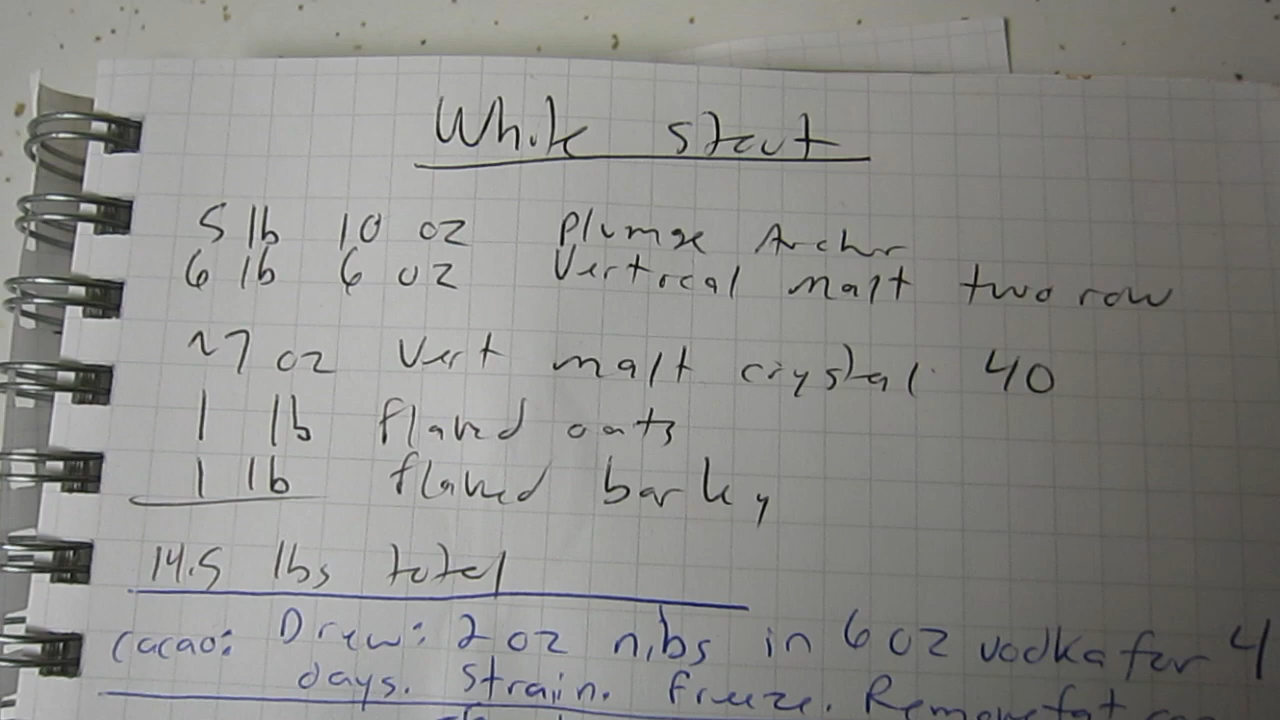 White stout
5 lb 10 oz Plumage Archer
6 lb 6 oz Vertical malt two row
~7 oz Vert malt crystal 40
1 lb flaked oats
1 lb flaked barley
14.5 lbs total
Cacao: Drew: 2 oz nibs in 6 oz vodka for 4
days. Strain. Freeze. Remove fat